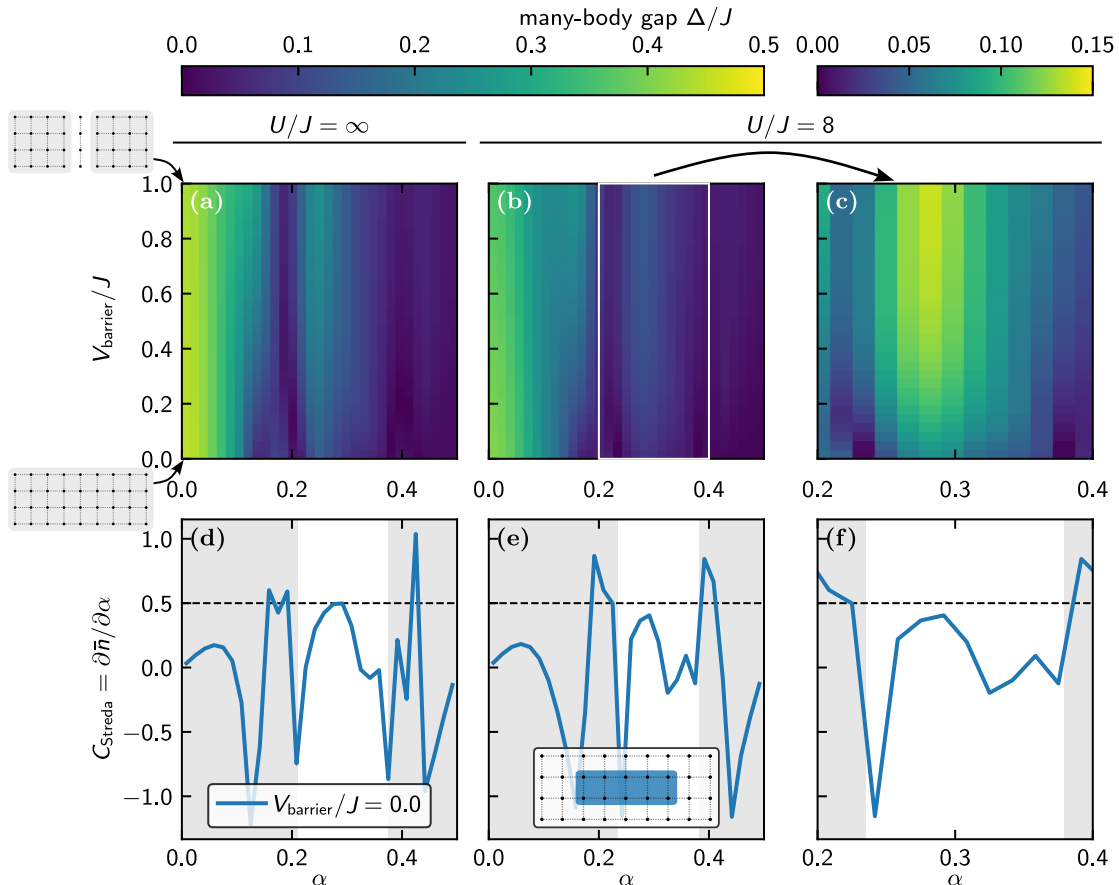 many-body gap Δ/J
0.0 0.1 0.2 0.3 0.4 0.5 0.00 0.05 0.10 0.15
U/J = ∞ U/J = 8
(a) (b) (c)
V_barrier/J
1.0
0.8
0.6
0.4
0.2
0.0
0.0 0.2 0.4 0.0 0.2 0.4 0.2 0.3 0.4
(d) (e) (f)
C_Streda = ∂n̄/∂α
1.0
0.5
0.0
−0.5
−1.0
V_barrier/J = 0.0
0.0 0.2 0.4 0.0 0.2 0.4 0.2 0.3 0.4
α α α